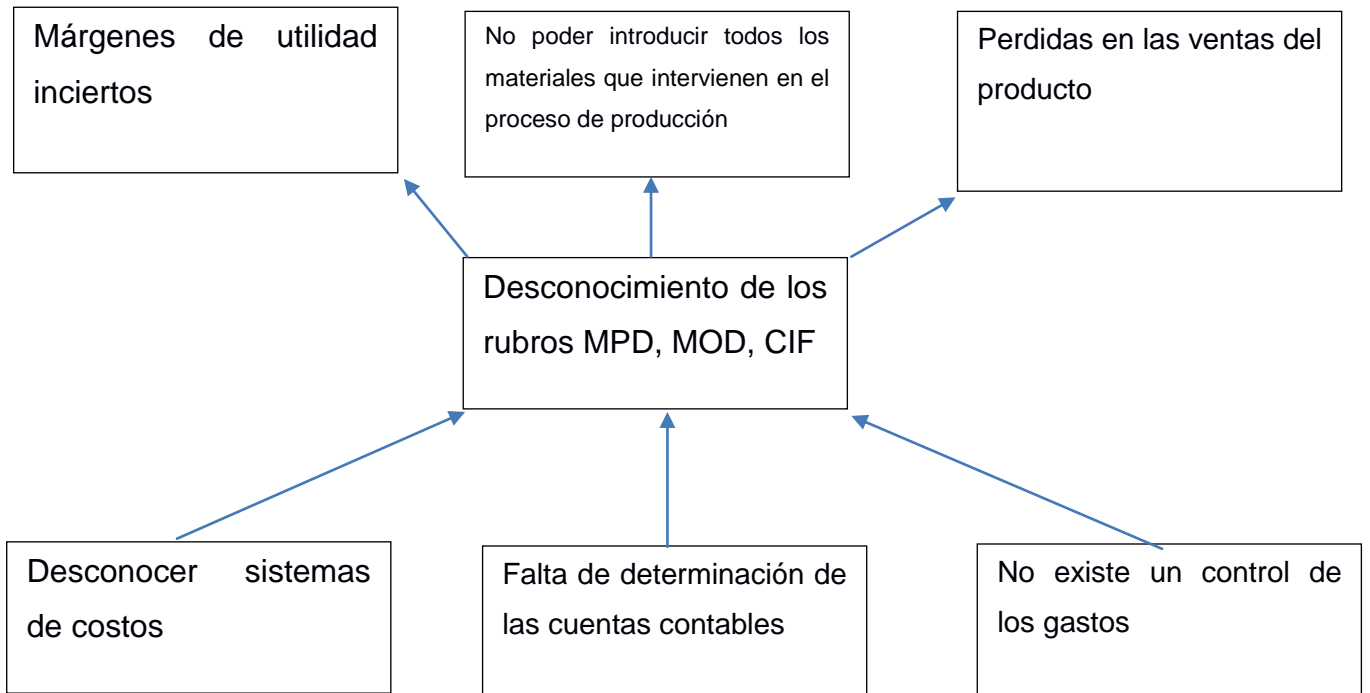 Márgenes de utilidad
inciertos
No poder introducir todos los
materiales que intervienen en el
proceso de producción
Perdidas en las ventas del
producto
Desconocimiento de los
rubros MPD, MOD, CIF
Desconocer sistemas
de costos
Falta de determinación de
las cuentas contables
No existe un control de
los gastos